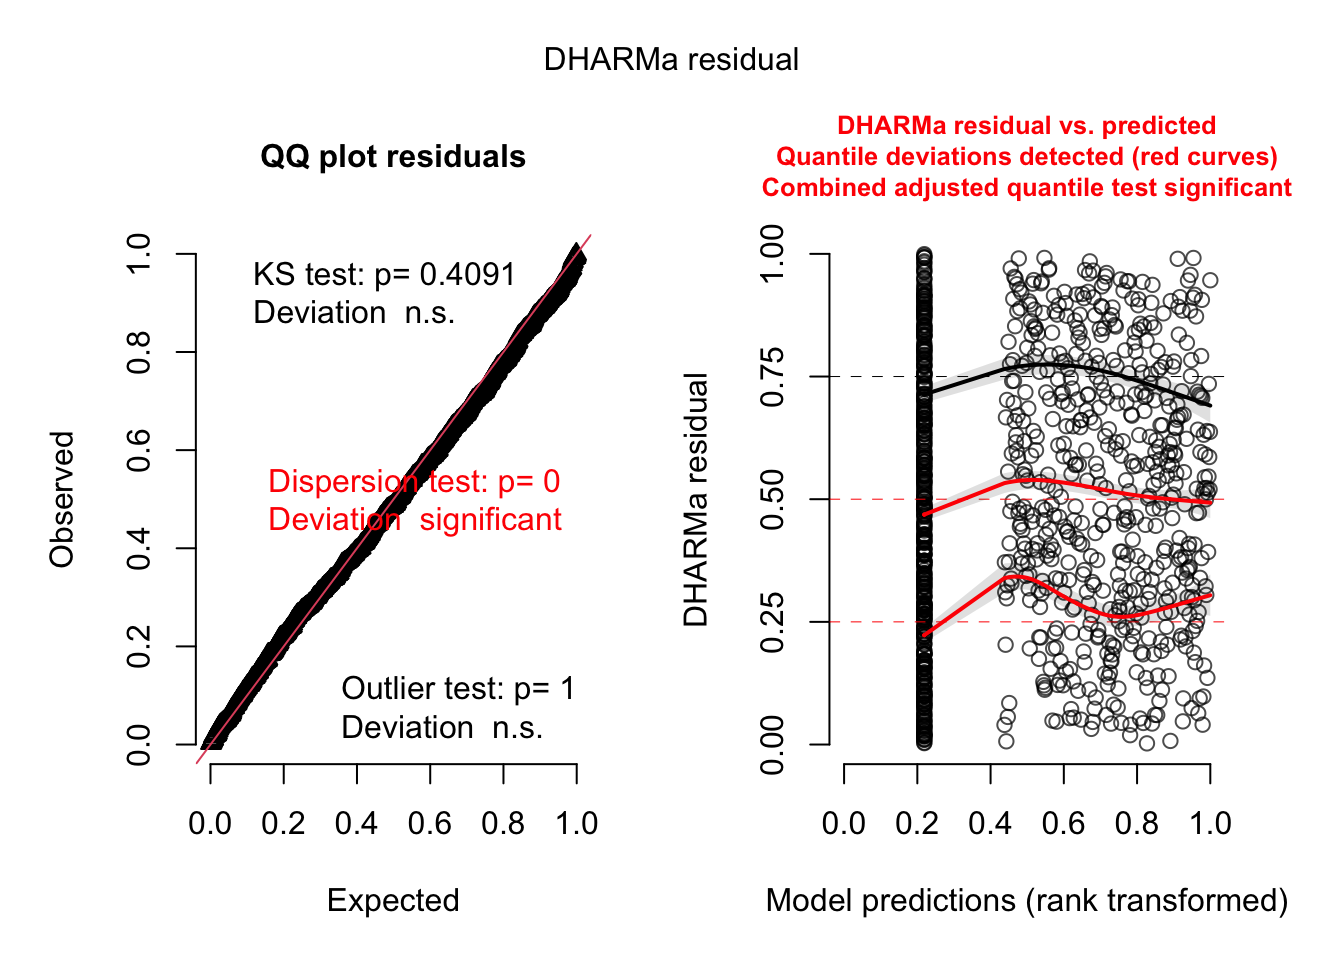 DHARMa residual
QQ plot residuals
KS test: p= 0.4091
Deviation  n.s.
Dispersion test: p= 0
Deviation  significant
Outlier test: p= 1
Deviation  n.s.
Observed
0.0 0.2 0.4 0.6 0.8 1.0
0.0 0.2 0.4 0.6 0.8 1.0
Expected
DHARMa residual vs. predicted
Quantile deviations detected (red curves)
Combined adjusted quantile test significant
DHARMa residual
0.00 0.25 0.50 0.75 1.00
0.0 0.2 0.4 0.6 0.8 1.0
Model predictions (rank transformed)